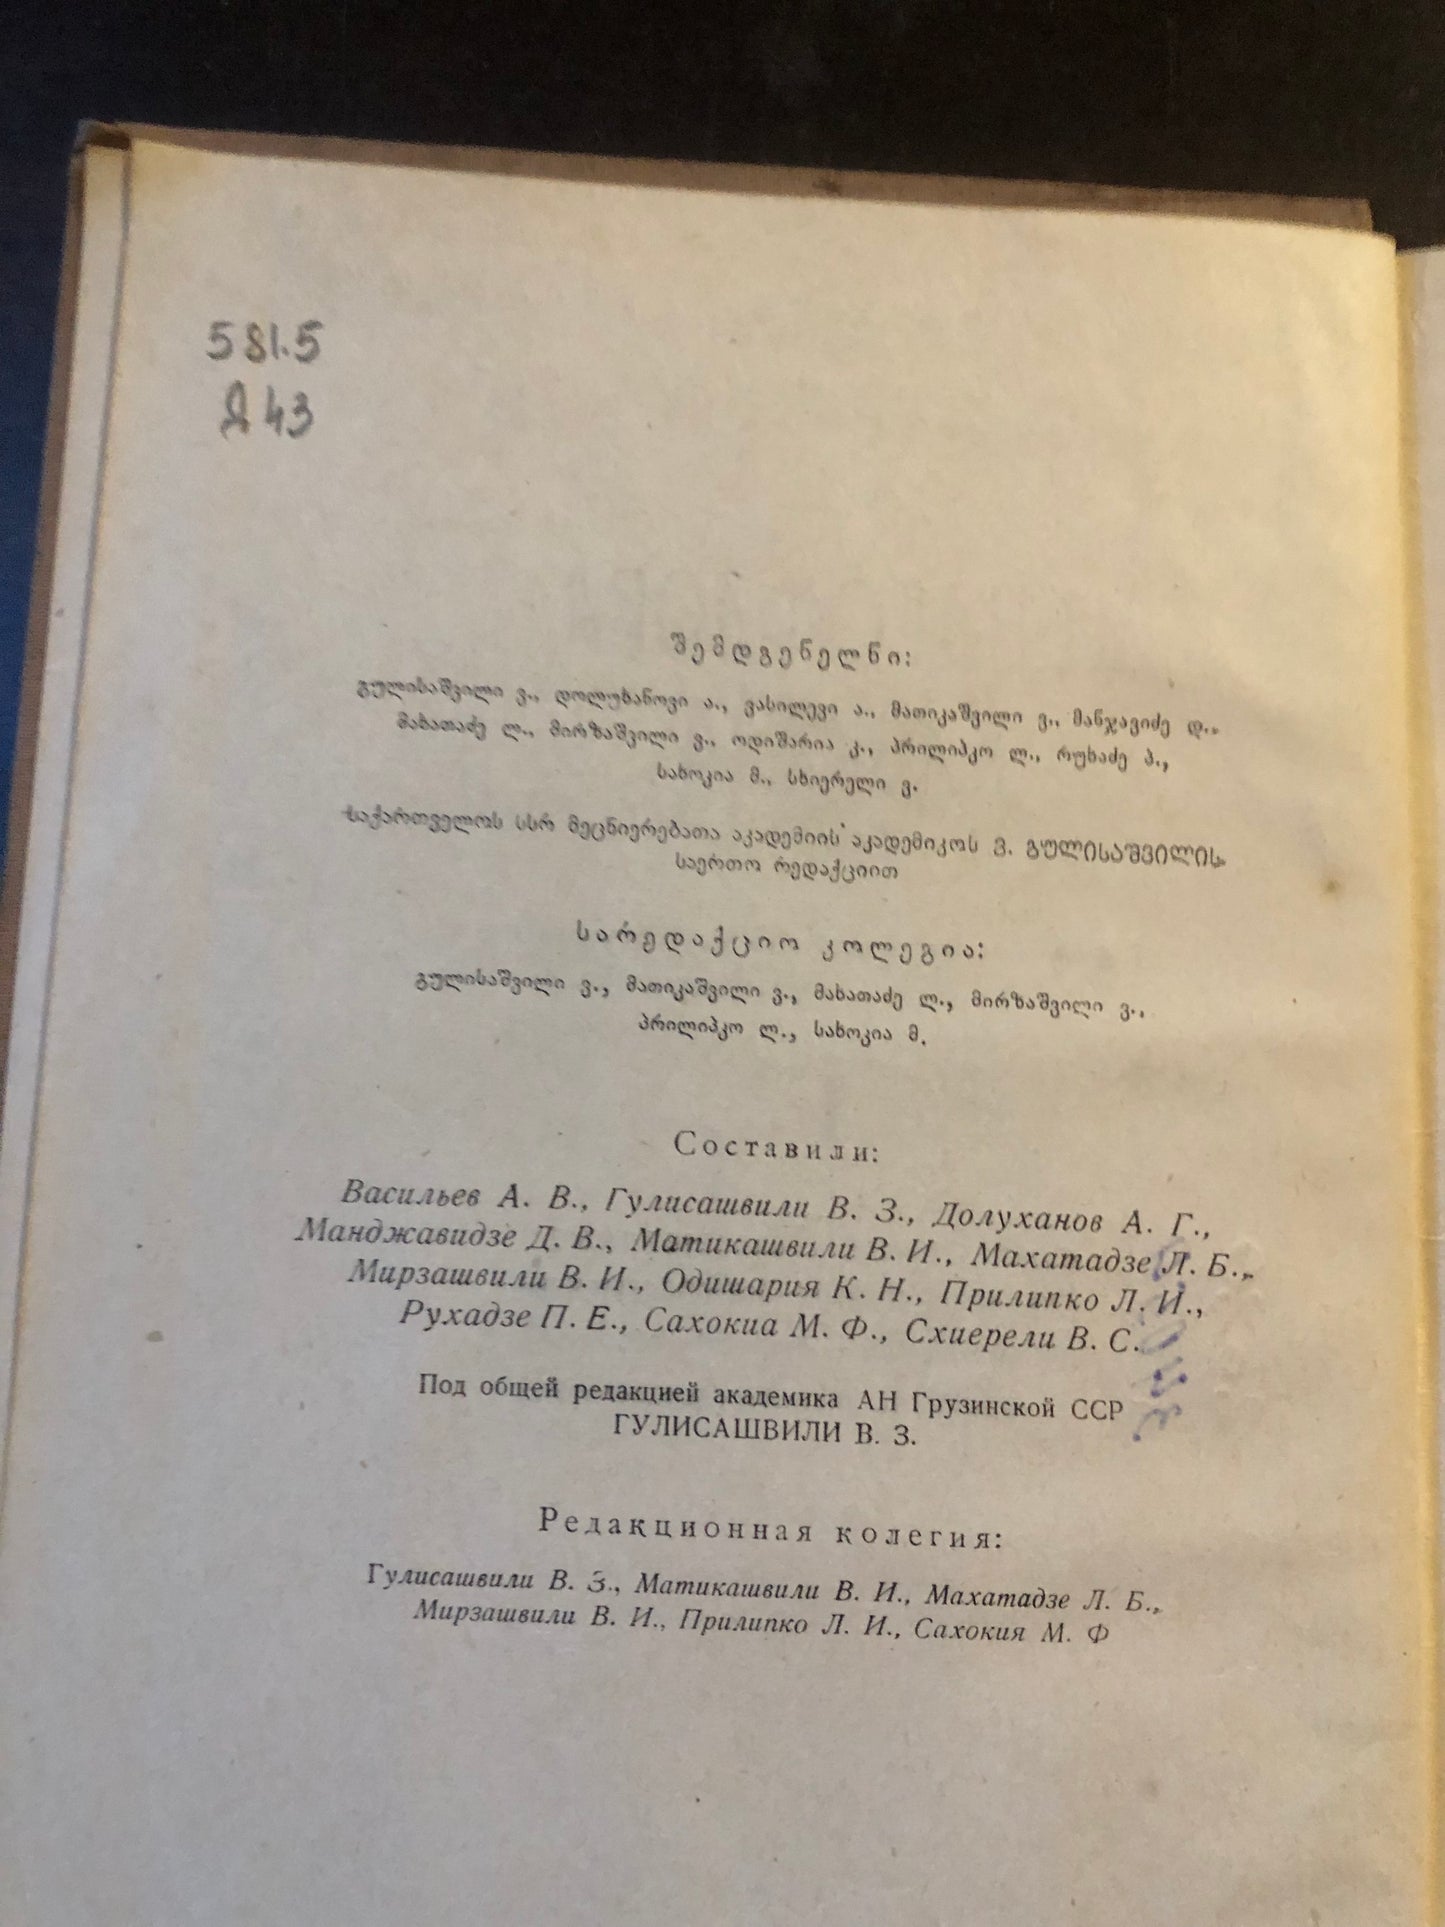 581.5
Д 43
შემდგენელნი:
გულისაშვილი ვ., დოლუხანოვი ა., ვასილევი ა., მათიკაშვილი ვ., მანჯავიძე დ.,
მახათაძე ლ., მირზაშვილი ვ., ოდიშარია კ., პრილიპკო ლ., რუხაძე პ.,
სახოკია მ., სხიერელი ვ.
საქართველოს სსრ მეცნიერებათა აკადემიის აკადემიკოს ვ. გულისაშვილის
საერთო რედაქციით
სარედაქციო კოლეგია:
გულისაშვილი ვ., მათიკაშვილი ვ., მახათაძე ლ., მირზაშვილი ვ.,
პრილიპკო ლ., სახოკია მ.
Составили:
Васильев А. В., Гулисашвили В. З., Долуханов А. Г.,
Манджавидзе Д. В., Матикашвили В. И., Махатадзе Л. Б.,
Мирзашвили В. И., Одишария К. Н., Прилипко Л. И.,
Рухадзе П. Е., Сахокиа М. Ф., Схиерели В. С.
Под общей редакцией академика АН Грузинской ССР
ГУЛИСАШВИЛИ В. З.
Редакционная колегия:
Гулисашвили В. З., Матикашвили В. И., Махатадзе Л. Б.,
Мирзашвили В. И., Прилипко Л. И., Сахокия М. Ф